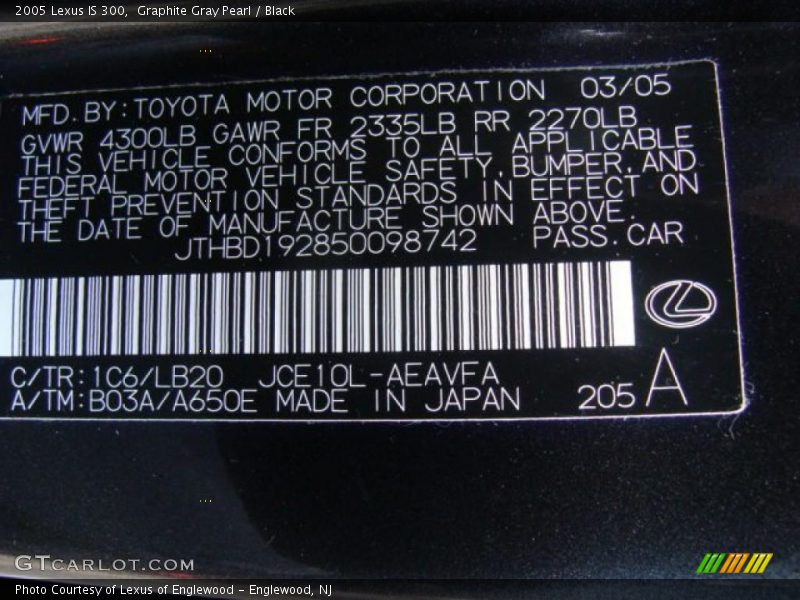 2005 Lexus IS 300, Graphite Gray Pearl / Black
MFD. BY: TOYOTA MOTOR CORPORATION 03/05
GVWR 4300LB GAWR FR 2335LB RR 2270LB
THIS VEHICLE CONFORMS TO ALL APPLICABLE
FEDERAL MOTOR VEHICLE SAFETY, BUMPER, AND
THEFT PREVENTION STANDARDS IN EFFECT ON
THE DATE OF MANUFACTURE SHOWN ABOVE.
JTHBD192850098742 PASS. CAR
C/TR: 1C6/LB20 JCE10L-AEAVFA
A/TM: B03A/A650E MADE IN JAPAN 205 A
GTCARLOT.COM
Photo Courtesy of Lexus of Englewood - Englewood, NJ